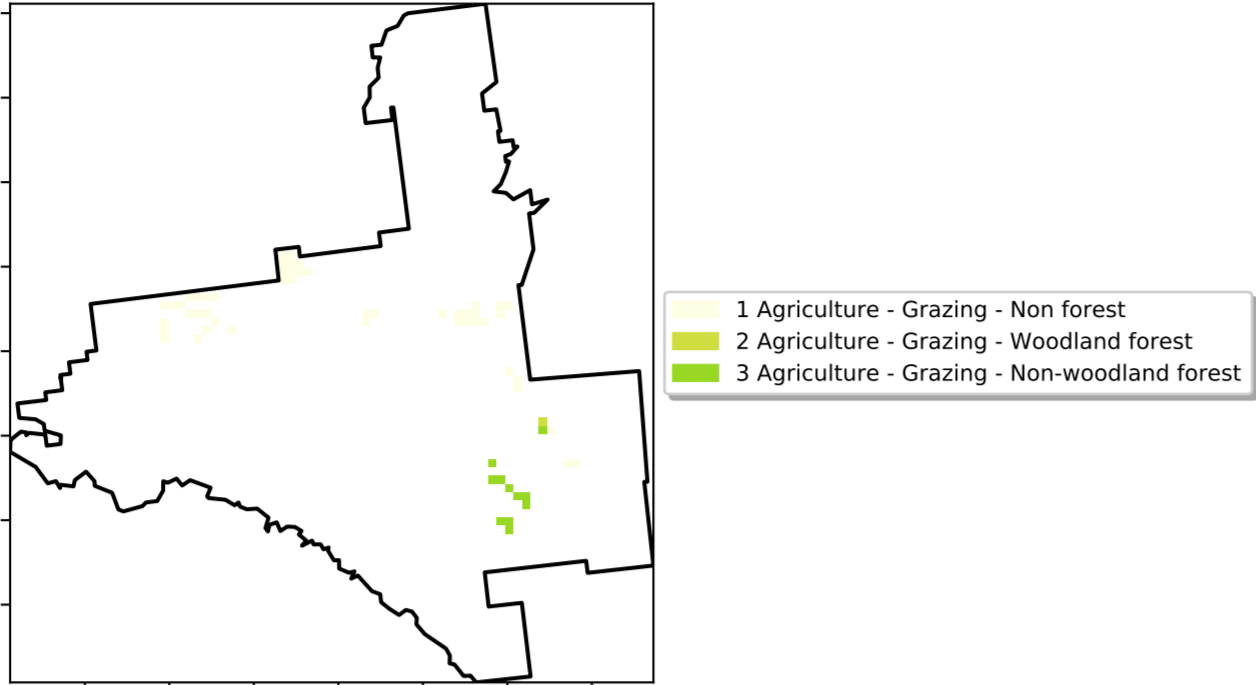 1 Agriculture - Grazing - Non forest
2 Agriculture - Grazing - Woodland forest
3 Agriculture - Grazing - Non-woodland forest